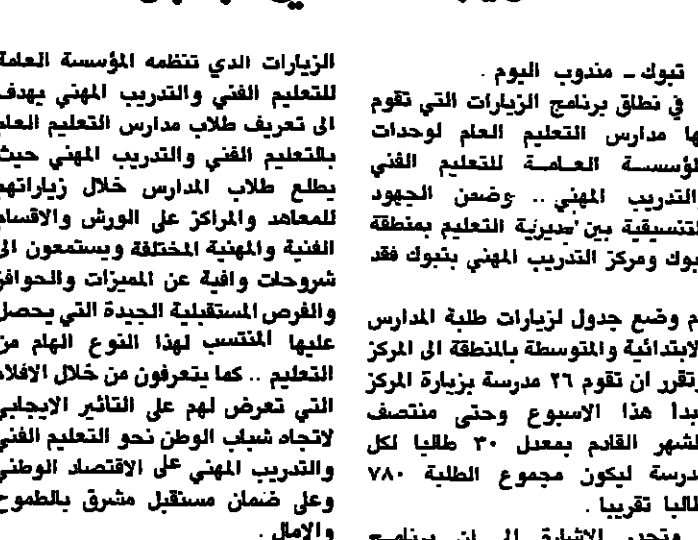 تبوك ـ مندوب اليوم .
في نطاق برنامج الزيارات التي تقوم
بها مدارس التعليم العام لوحدات
المؤسسة العامة للتعليم الفني
والتدريب المهني .. وضمن الجهود
التنسيقية بين مديرية التعليم بمنطقة
تبوك ومركز التدريب المهني بتبوك فقد
تم وضع جدول لزيارات طلبة المدارس
الابتدائية والمتوسطة بالمنطقة الى المركز
وتقرر ان تقوم ٢٦ مدرسة بزيارة المركز
يبدأ هذا الاسبوع وحتى منتصف
الشهر القادم بمعدل ٣٠ طالبا لكل
مدرسة ليكون مجموع الطلبة ٧٨٠
طالبا تقريبا .
وتجدر الاشارة الى ان برنامج
الزيارات الذي تنظمه المؤسسة العامة
للتعليم الفني والتدريب المهني يهدف
الى تعريف طلاب مدارس التعليم العام
بالتعليم الفني والتدريب المهني حيث
يطلع طلاب المدارس خلال زياراتهم
للمعاهد والمراكز على الورش والاقسام
الفنية والمهنية المختلفة ويستمعون الى
شروحات وافية عن المميزات والحوافز
والفرص المستقبلية الجيدة التي يحصل
عليها المنتسب لهذا النوع الهام من
التعليم .. كما يتعرفون من خلال الافلام
التي تعرض لهم على التأثير الايجابي
لاتجاه شباب الوطن نحو التعليم الفني
والتدريب المهني على الاقتصاد الوطني
وعلى ضمان مستقبل مشرق بالطموح
والامال .